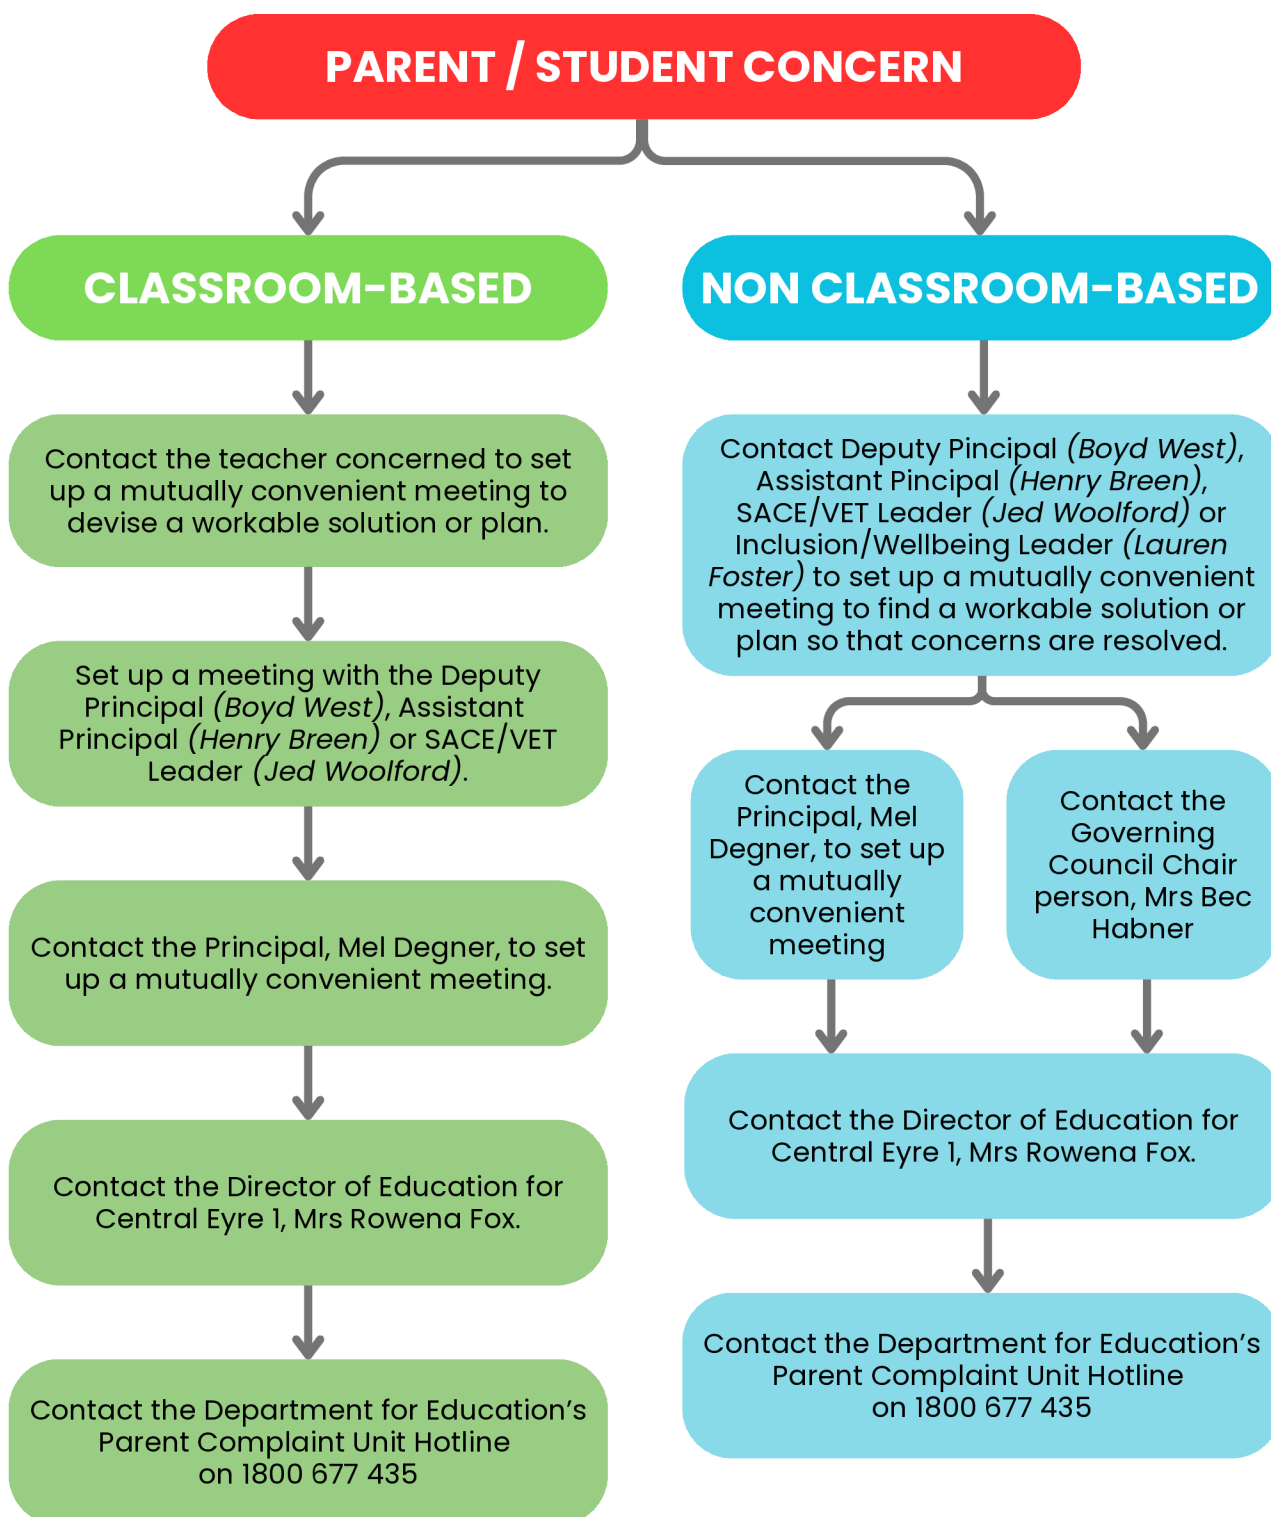 PARENT / STUDENT CONCERN
CLASSROOM-BASED
Contact the teacher concerned to set
up a mutually convenient meeting to
devise a workable solution or plan.
Set up a meeting with the Deputy
Principal (Boyd West), Assistant
Principal (Henry Breen) or SACE/VET
Leader (Jed Woolford).
Contact the Principal, Mel Degner, to set
up a mutually convenient meeting.
Contact the Director of Education for
Central Eyre 1, Mrs Rowena Fox.
Contact the Department for Education’s
Parent Complaint Unit Hotline
on 1800 677 435
NON CLASSROOM-BASED
Contact Deputy Pincipal (Boyd West),
Assistant Pincipal (Henry Breen),
SACE/VET Leader (Jed Woolford) or
Inclusion/Wellbeing Leader (Lauren
Foster) to set up a mutually convenient
meeting to find a workable solution or
plan so that concerns are resolved.
Contact the
Principal, Mel
Degner, to set up
a mutually
convenient
meeting
Contact the
Governing
Council Chair
person, Mrs Bec
Habner
Contact the Director of Education for
Central Eyre 1, Mrs Rowena Fox.
Contact the Department for Education’s
Parent Complaint Unit Hotline
on 1800 677 435